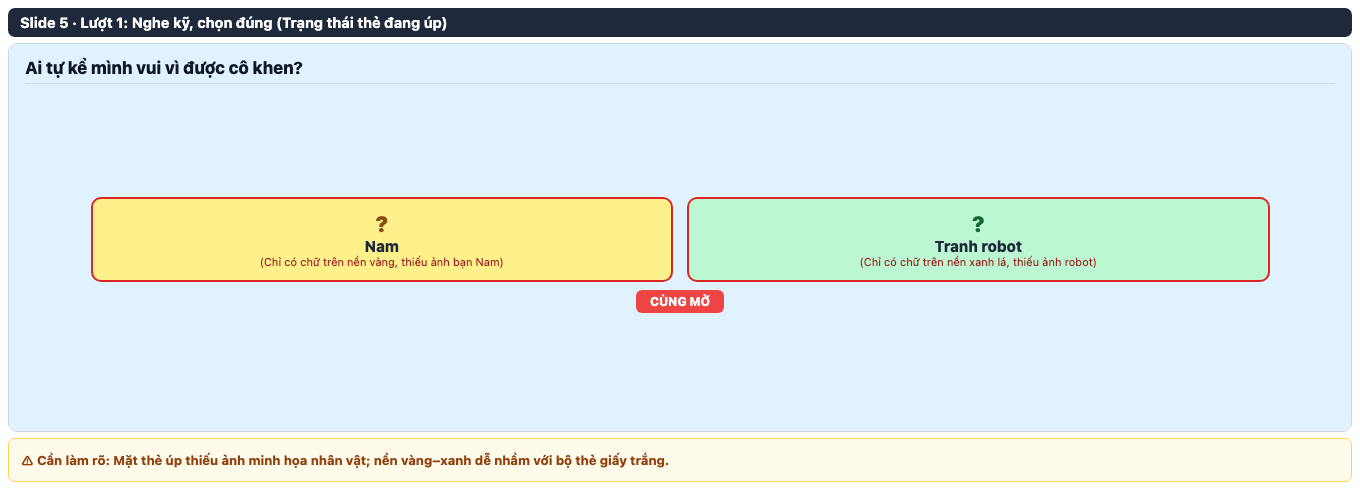 Slide 5 · Lượt 1: Nghe kỹ, chọn đúng (Trạng thái thẻ đang úp)
Ai tự kể mình vui vì được cô khen?
?
Nam
(Chỉ có chữ trên nền vàng, thiếu ảnh bạn Nam)
?
Tranh robot
(Chỉ có chữ trên nền xanh lá, thiếu ảnh robot)
CÙNG MỞ
⚠ Cần làm rõ: Mặt thẻ úp thiếu ảnh minh họa nhân vật; nền vàng–xanh dễ nhầm với bộ thẻ giấy trắng.